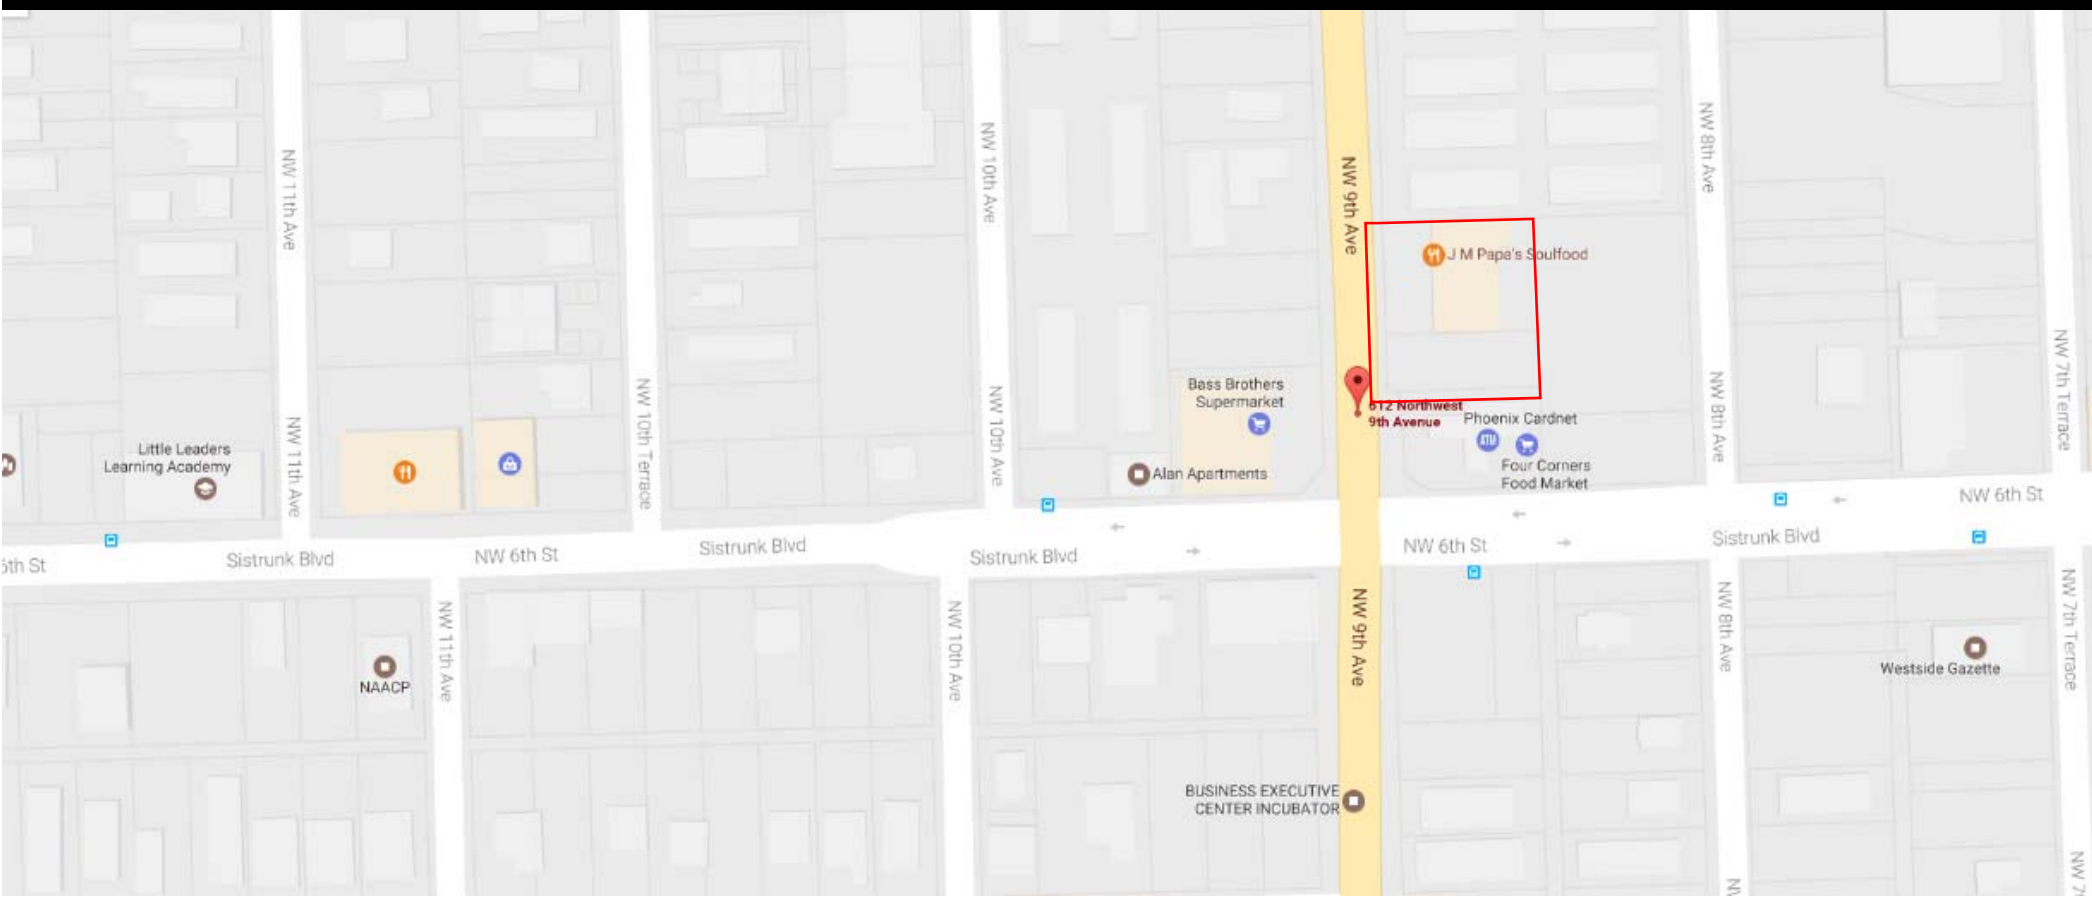 NW 11th Ave
NW 10th Ave
NW 9th Ave
NW 8th Ave
J M Papa's Soulfood
NW 7th Terrace
NW 10th Terrace
NW 10th Ave
NW 8th Ave
Bass Brothers
Supermarket
612 Northwest
9th Avenue
Phoenix Cardnet
NW 11th Ave
Little Leaders
Learning Academy
Alan Apartments
ATM
Four Corners
Food Market
NW 6th St
Sistrunk Blvd
NW 6th St
Sistrunk Blvd
Sistrunk Blvd
NW 6th St
Sistrunk Blvd
5th St
NW 11th Ave
NW 10th Ave
NW 9th Ave
NW 8th Ave
NW 7th Terrace
NAACP
Westside Gazette
BUSINESS EXECUTIVE
CENTER INCUBATOR
NW 7